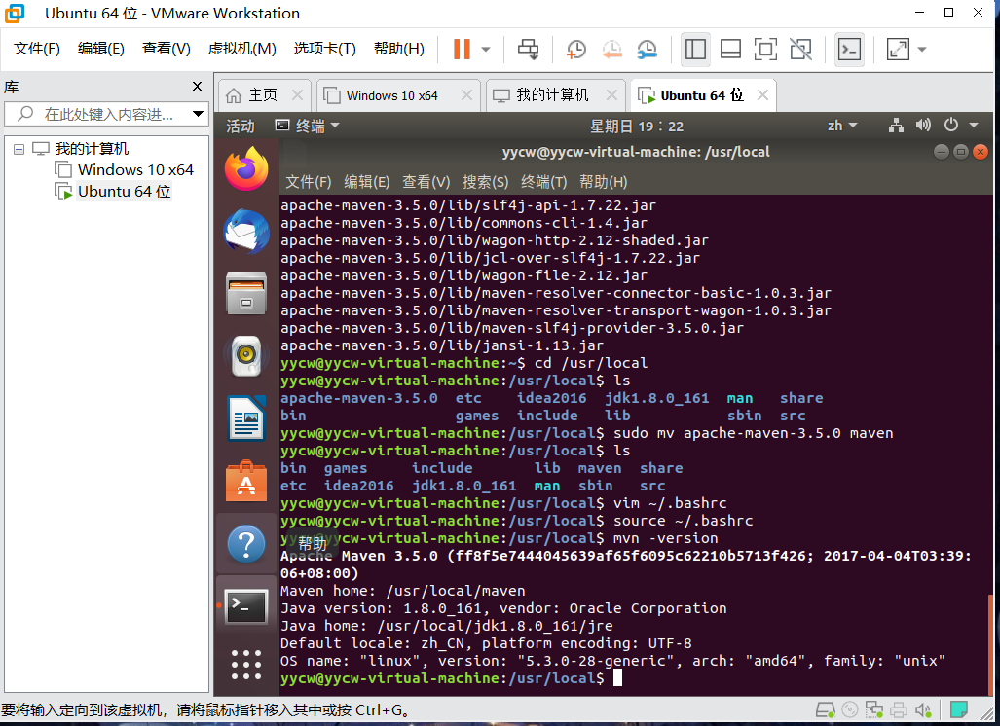 Ubuntu 64 位 - VMware Workstation
文件(F) 编辑(E) 查看(V) 虚拟机(M) 选项卡(T) 帮助(H)
库
在此处键入内容进...
我的计算机
Windows 10 x64
Ubuntu 64 位
主页 Windows 10 x64 我的计算机 Ubuntu 64 位
活动 终端 星期日 19：22 zh
yycw@yycw-virtual-machine: /usr/local
文件(F) 编辑(E) 查看(V) 搜索(S) 终端(T) 帮助(H)
apache-maven-3.5.0/lib/slf4j-api-1.7.22.jar
apache-maven-3.5.0/lib/commons-cli-1.4.jar
apache-maven-3.5.0/lib/wagon-http-2.12-shaded.jar
apache-maven-3.5.0/lib/jcl-over-slf4j-1.7.22.jar
apache-maven-3.5.0/lib/wagon-file-2.12.jar
apache-maven-3.5.0/lib/maven-resolver-connector-basic-1.0.3.jar
apache-maven-3.5.0/lib/maven-resolver-transport-wagon-1.0.3.jar
apache-maven-3.5.0/lib/maven-slf4j-provider-3.5.0.jar
apache-maven-3.5.0/lib/jansi-1.13.jar
yycw@yycw-virtual-machine:~$ cd /usr/local
yycw@yycw-virtual-machine:/usr/local$ ls
apache-maven-3.5.0 etc idea2016 jdk1.8.0_161 man share
bin games include lib sbin src
yycw@yycw-virtual-machine:/usr/local$ sudo mv apache-maven-3.5.0 maven
yycw@yycw-virtual-machine:/usr/local$ ls
bin games include lib maven share
etc idea2016 jdk1.8.0_161 man sbin src
yycw@yycw-virtual-machine:/usr/local$ vim ~/.bashrc
yycw@yycw-virtual-machine:/usr/local$ source ~/.bashrc
yycw@yycw-virtual-machine:/usr/local$ mvn -version
帮助
Apache Maven 3.5.0 (ff8f5e7444045639af65f6095c62210b5713f426; 2017-04-04T03:39:
06+08:00)
Maven home: /usr/local/maven
Java version: 1.8.0_161, vendor: Oracle Corporation
Java home: /usr/local/jdk1.8.0_161/jre
Default locale: zh_CN, platform encoding: UTF-8
OS name: "linux", version: "5.3.0-28-generic", arch: "amd64", family: "unix"
yycw@yycw-virtual-machine:/usr/local$
要将输入定向到该虚拟机，请将鼠标指针移入其中或按 Ctrl+G。